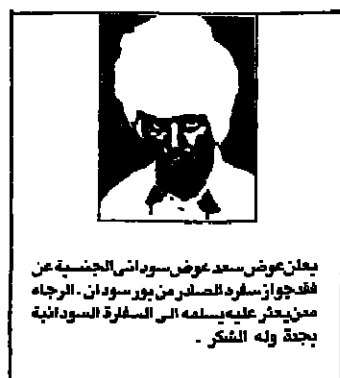 يعلن عوض سعد عوض سوداني الجنسية عن
فقد جواز سفره الصادر من بور سودان . الرجاء
ممن يعثر عليه يسلمه الى السفارة السودانية
بجدة وله الشكر .